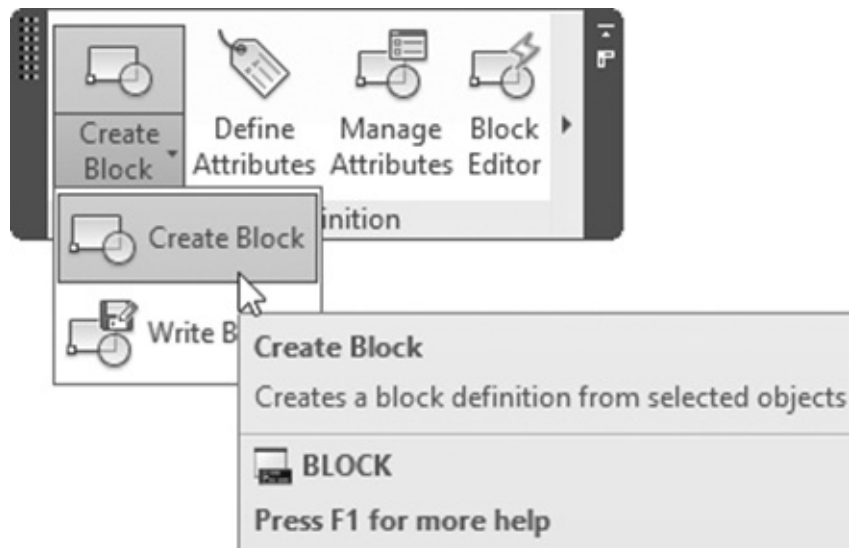 Create Block
Define Attributes
Manage Attributes
Block Editor
inition
Create Block
Write B
Create Block
Creates a block definition from selected objects
BLOCK
Press F1 for more help